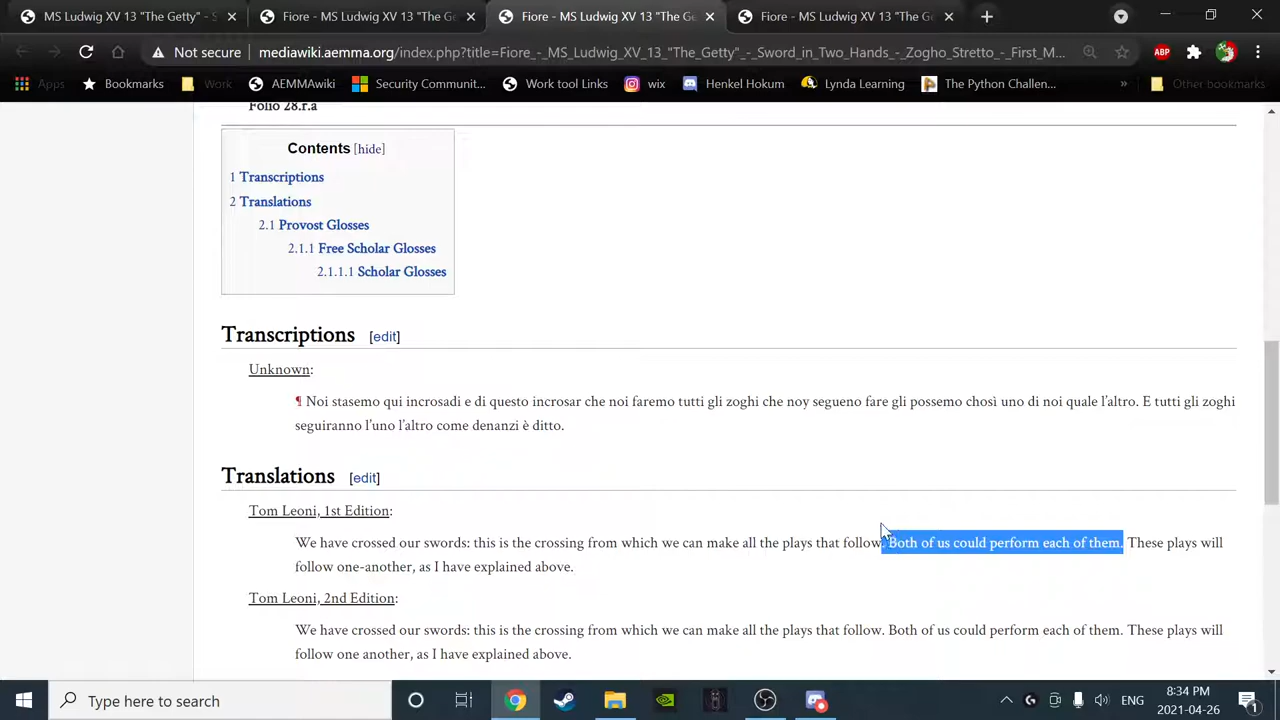 MS Ludwig XV 13 "The Getty" - S
Fiore - MS Ludwig XV 13 "The G
Fiore - MS Ludwig XV 13 "The G
Fiore - MS Ludwig XV 13 "The G
Not secure mediawiki.aemma.org/index.php?title=Fiore_-_MS_Ludwig_XV_13_"The_Getty"_-_Sword_in_Two_Hands_-_Zogho_Stretto_-_First_M...
ABP
Apps Bookmarks Work AEMMAwiki Security Communit... Work tool Links wix Henkel Hokum Lynda Learning The Python Challen... » Other bookmarks
Folio 28.r.a
Contents [hide]
1 Transcriptions
2 Translations
2.1 Provost Glosses
2.1.1 Free Scholar Glosses
2.1.1.1 Scholar Glosses
Transcriptions [edit]
Unknown:
¶ Noi stasemo qui incrosadi e di questo incrosar che noi faremo tutti gli zoghi che noy segueno fare gli possemo chosì uno di noi quale l'altro. E tutti gli zoghi
seguiranno l'uno l'altro come denanzi è ditto.
Translations [edit]
Tom Leoni, 1st Edition:
We have crossed our swords: this is the crossing from which we can make all the plays that follow. Both of us could perform each of them. These plays will
follow one-another, as I have explained above.
Tom Leoni, 2nd Edition:
We have crossed our swords: this is the crossing from which we can make all the plays that follow. Both of us could perform each of them. These plays will
follow one another, as I have explained above.
Type here to search
ENG
8:34 PM
2021-04-26
1